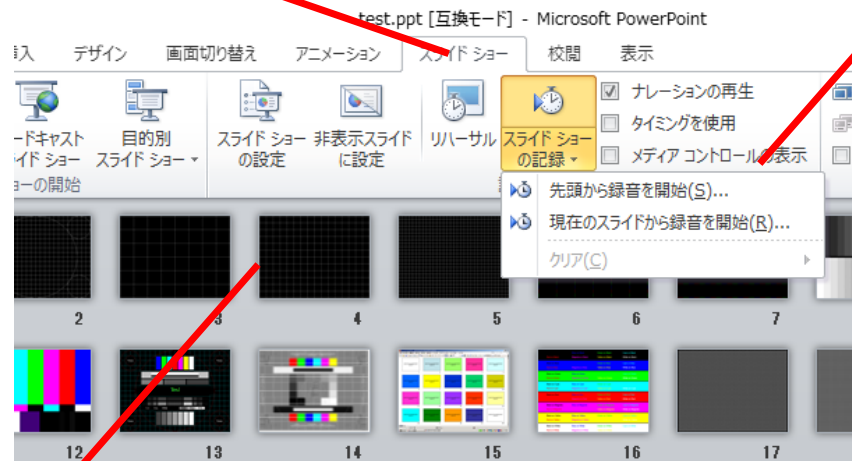 test.ppt [互換モード] - Microsoft PowerPoint
挿入 デザイン 画面切り替え アニメーション スライド ショー 校閲 表示
ードキャスト
イド ショー
目的別
スライド ショー
スライド ショー
の設定
非表示スライド
に設定
リハーサル
スライド ショー
の記録
ナレーションの再生
タイミングを使用
メディア コントロールの表示
ョーの開始
先頭から録音を開始(S)...
現在のスライドから録音を開始(R)...
クリア(C)
2 3 4 5 6 7
12 13 14 15 16 17